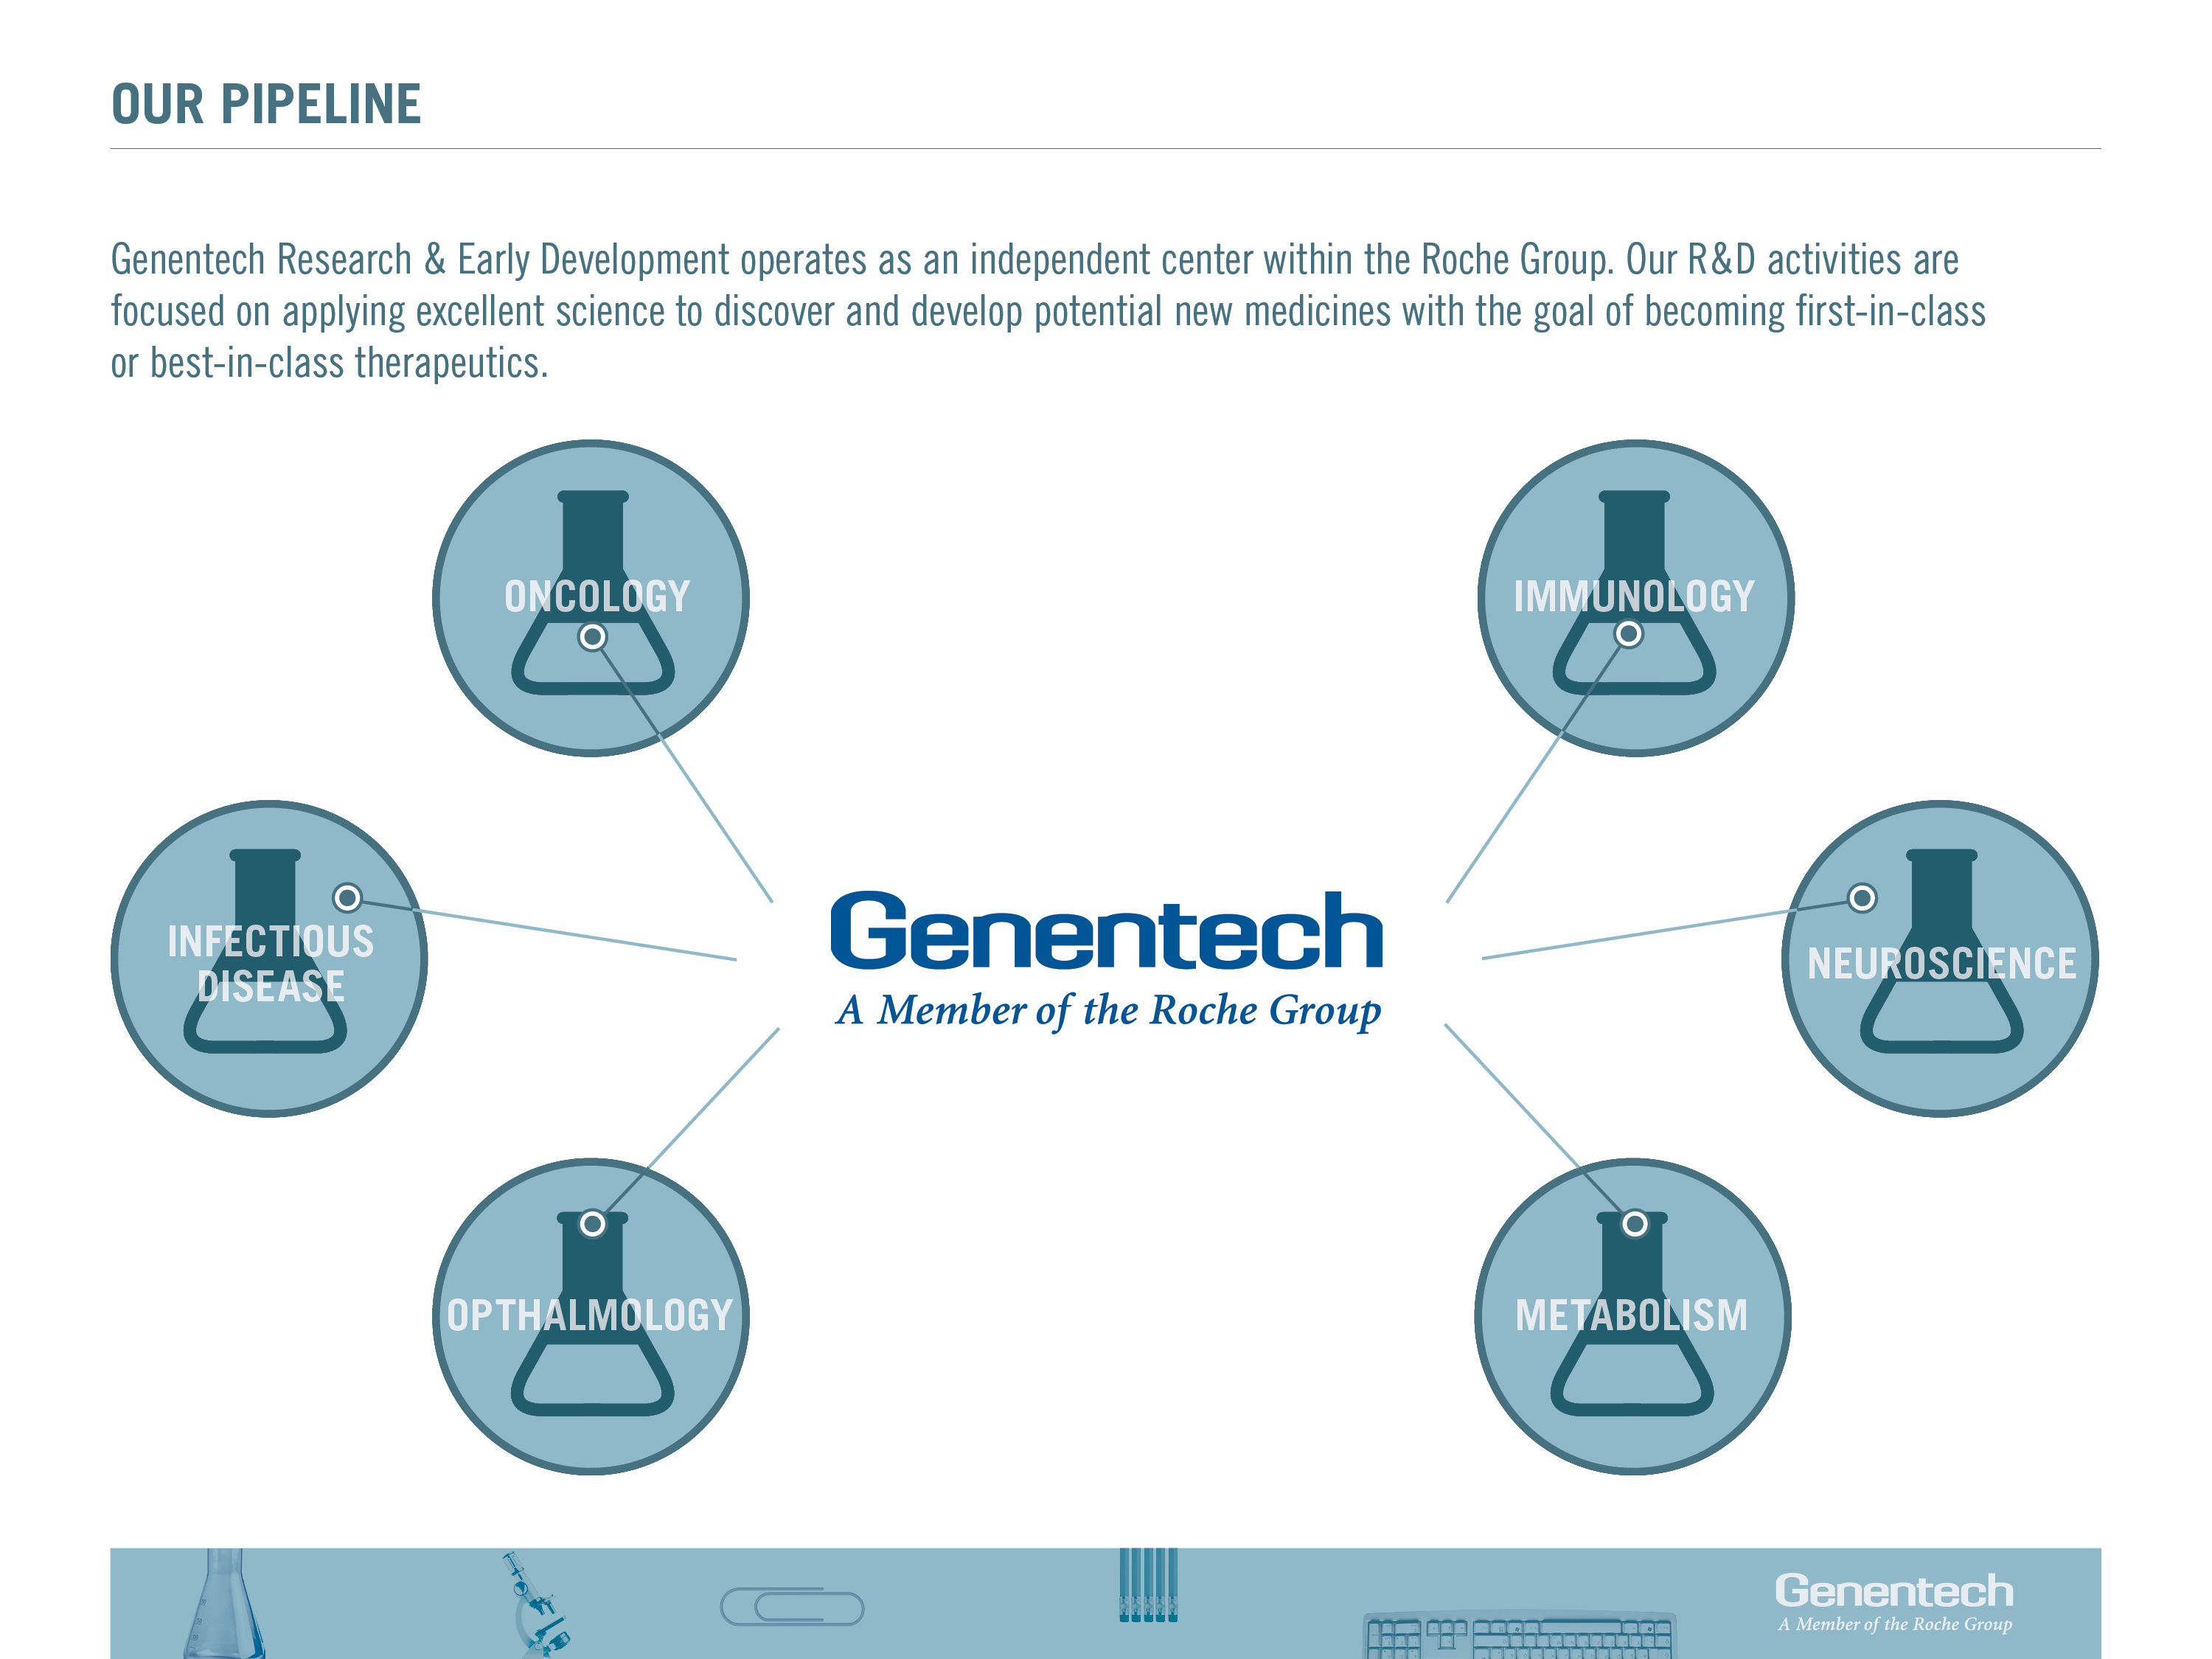 OUR PIPELINE
Genentech Research & Early Development operates as an independent center within the Roche Group. Our R&D activities are
focused on applying excellent science to discover and develop potential new medicines with the goal of becoming first-in-class
or best-in-class therapeutics.
ONCOLOGY
IMMUNOLOGY
INFECTIOUS
DISEASE
Genentech
A Member of the Roche Group
NEUROSCIENCE
OPTHALMOLOGY
METABOLISM
Genentech
A Member of the Roche Group